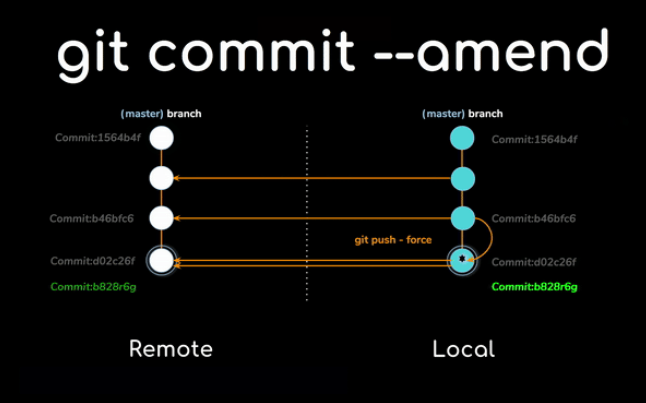 git commit --amend
(master) branch
(master) branch
Commit:1564b4f
Commit:1564b4f
Commit:b46bfc6
Commit:b46bfc6
git push - force
Commit:d02c26f
Commit:d02c26f
Commit:b828r6g
Commit:b828r6g
Remote
Local